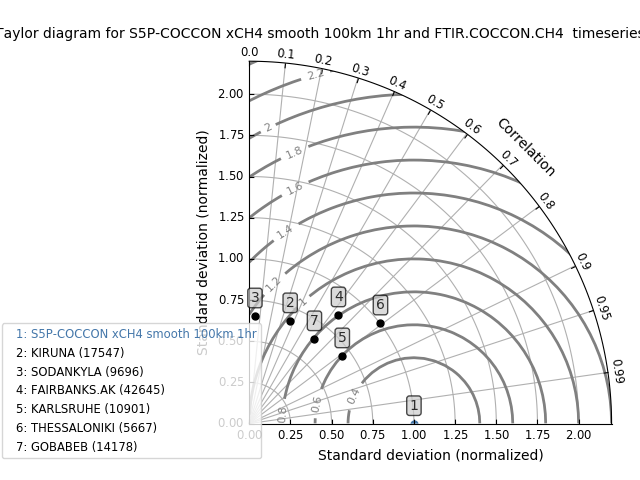 Taylor diagram for S5P-COCCON xCH4 smooth 100km 1hr and FTIR.COCCON.CH4 timeseries
0.0 0.1 0.2 0.3 0.4 0.5 0.6 0.7 0.8 0.9 0.95 0.99
Correlation
2.2
2
1.8
1.6
1.4
1.2
1
0.8 0.6 0.4
2.00
1.75
1.50
1.25
1.00
0.75
0.50
0.25
0.00
Standard deviation (normalized)
3 2 4 6
7 5
1
1: S5P-COCCON xCH4 smooth 100km 1hr
2: KIRUNA (17547)
3: SODANKYLA (9696)
4: FAIRBANKS.AK (42645)
5: KARLSRUHE (10901)
6: THESSALONIKI (5667)
7: GOBABEB (14178)
0.00 0.25 0.50 0.75 1.00 1.25 1.50 1.75 2.00
Standard deviation (normalized)